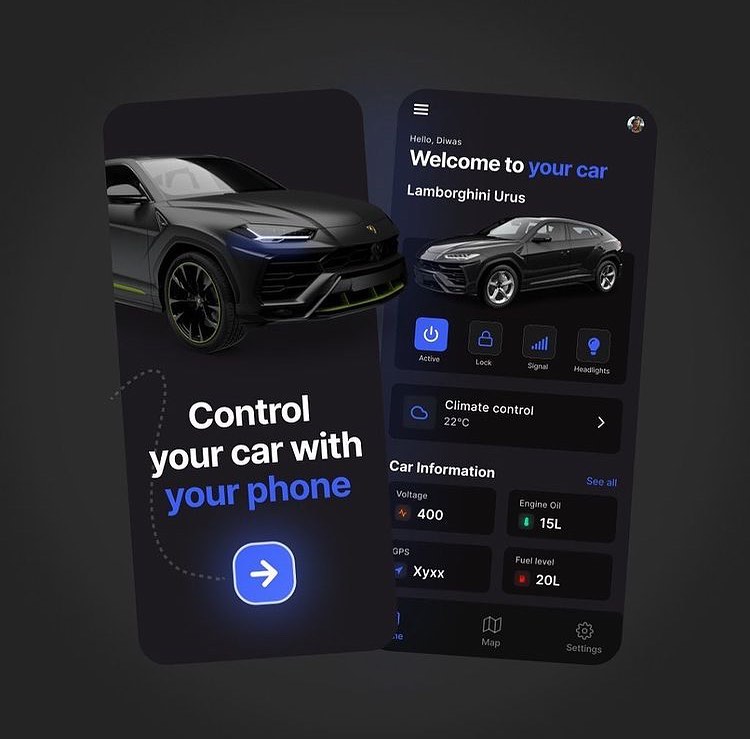 Control
your car with
your phone
Hello, Diwas
Welcome to your car
Lamborghini Urus
Active
Lock
Signal
Headlights
Climate control
22°C
Car Information
See all
Voltage
400
Engine Oil
15L
GPS
Xyxx
Fuel level
20L
Map
Settings